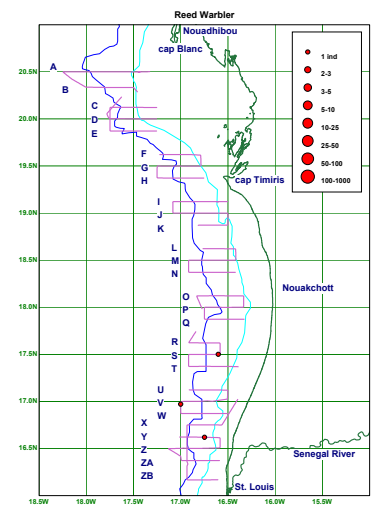 Reed Warbler
Nouadhibou
cap Blanc
1 ind
2-3
3-5
5-10
10-25
25-50
50-100
100-1000
20.5N
20.0N
19.5N
19.0N
18.5N
18.0N
17.5N
17.0N
16.5N
A
B
C
D
E
F
G
H
I
J
K
L
M
N
O
P
Q
R
S
T
U
V
W
X
Y
Z
ZA
ZB
cap Timiris
Nouakchott
Senegal River
St. Louis
18.5W
18.0W
17.5W
17.0W
16.5W
16.0W
15.5W